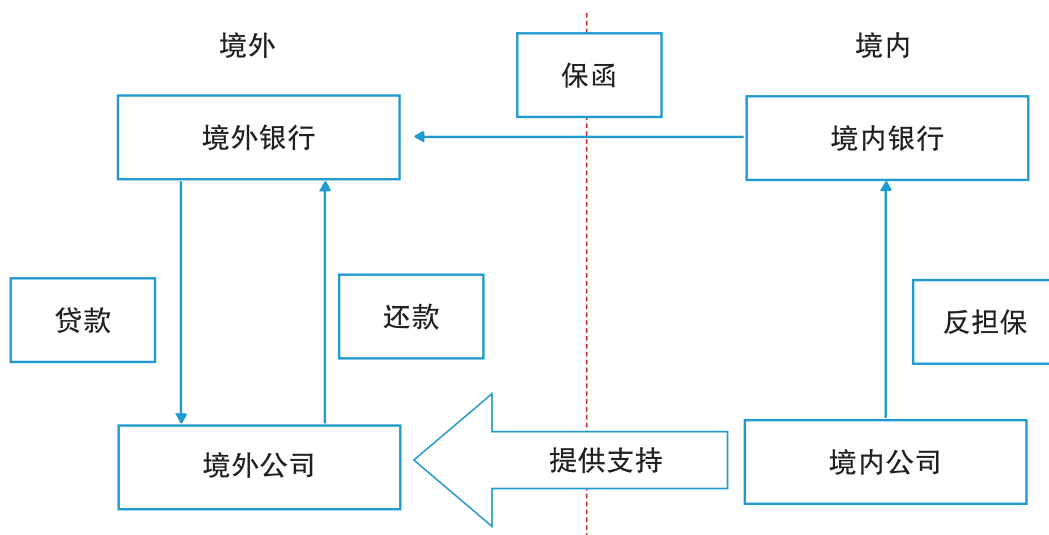 境外
保函
境内
境外银行
境内银行
贷款
还款
反担保
境外公司
提供支持
境内公司